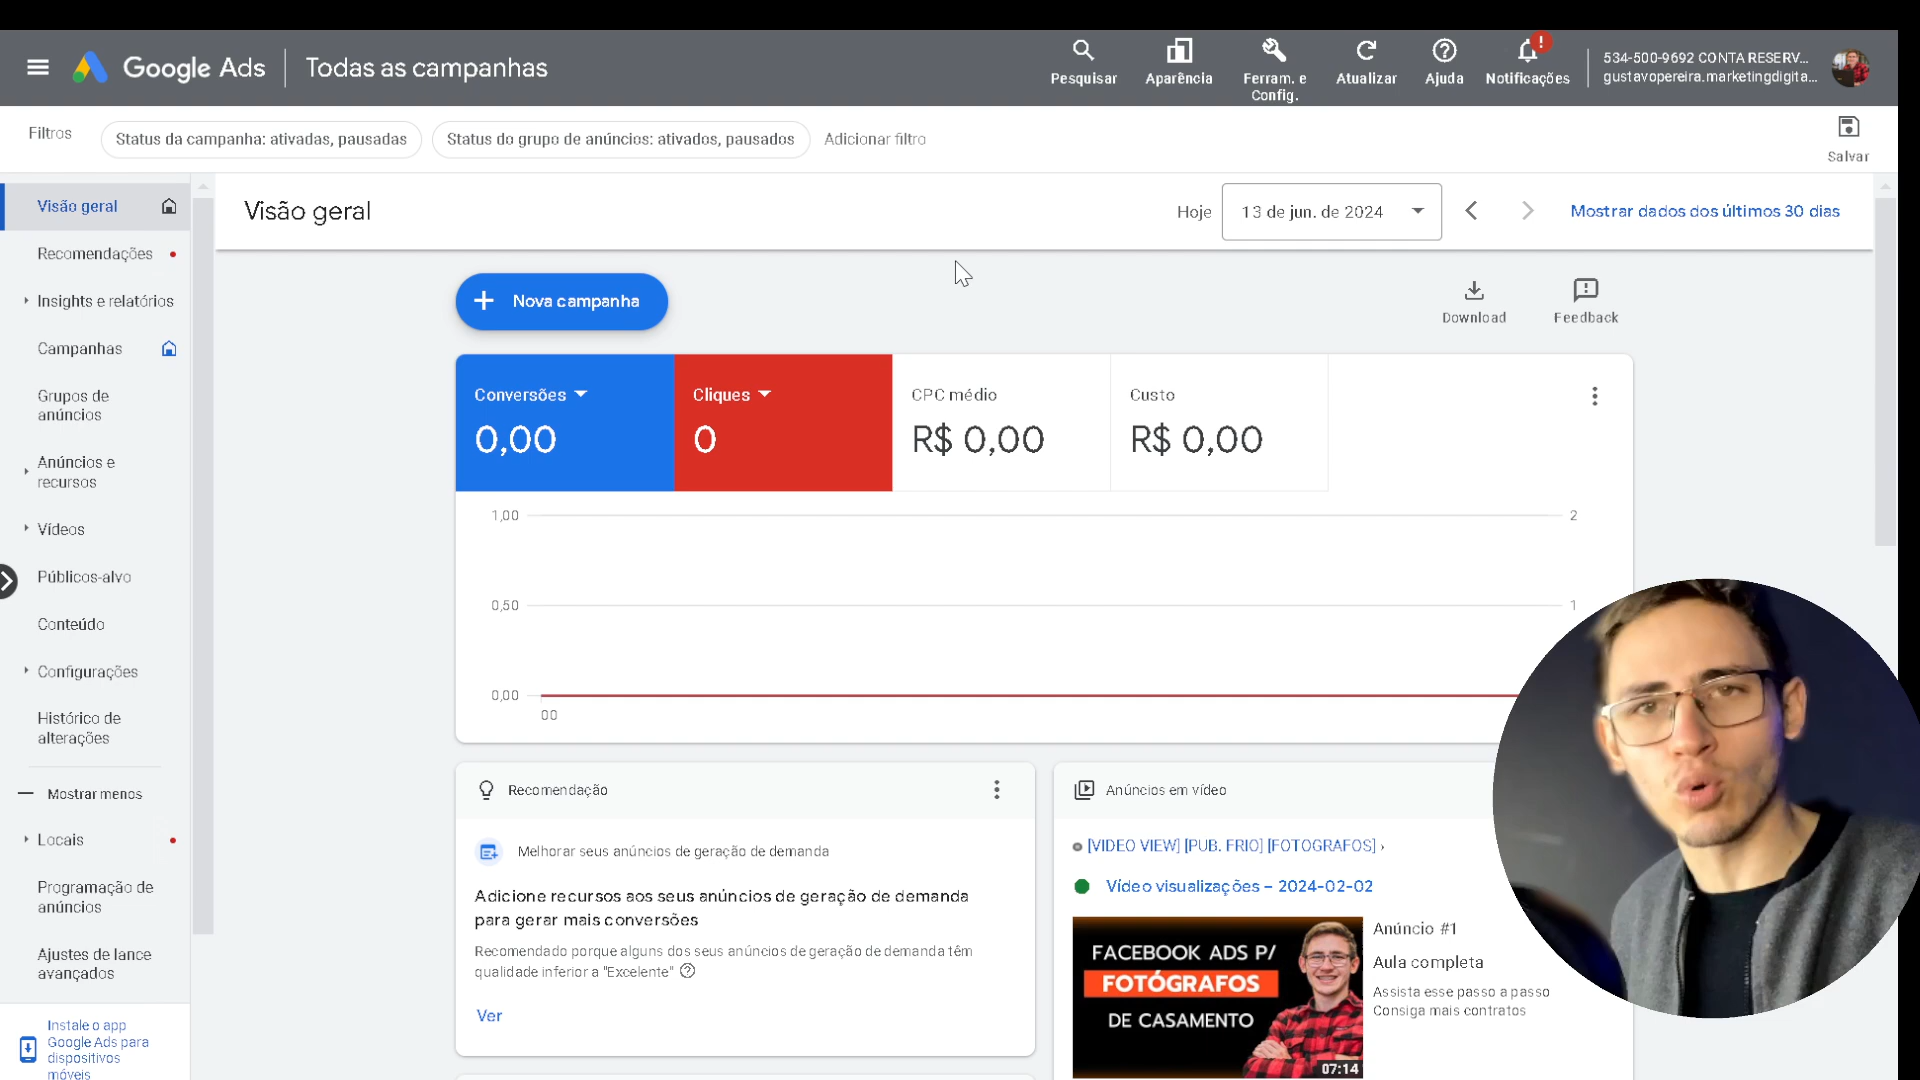 Google Ads
Todas as campanhas
Pesquisar
Aparência
Ferram. e
Config.
Atualizar
Ajuda
!
Notificações
534-500-9692 CONTA RESERV...
gustavopereira.marketingdigita...
Filtros
Status da campanha: ativadas, pausadas
Status do grupo de anúncios: ativados, pausados
Adicionar filtro
Salvar
Visão geral
Recomendações
Insights e relatórios
Campanhas
Grupos de
anúncios
Anúncios e
recursos
Vídeos
Públicos-alvo
Conteúdo
Configurações
Histórico de
alterações
Mostrar menos
Locais
Programação de
anúncios
Ajustes de lance
avançados
Instale o app
Google Ads para
dispositivos
móveis
Visão geral
Hoje
13 de jun. de 2024
Mostrar dados dos últimos 30 dias
Nova campanha
Download
Feedback
Conversões
0,00
Cliques
0
CPC médio
R$ 0,00
Custo
R$ 0,00
1,00
2
0,50
1
0,00
00
Recomendação
Melhorar seus anúncios de geração de demanda
Adicione recursos aos seus anúncios de geração de demanda
para gerar mais conversões
Recomendado porque alguns dos seus anúncios de geração de demanda têm
qualidade inferior a "Excelente"
Ver
Anúncios em vídeo
[VIDEO VIEW] [PUB. FRIO] [FOTOGRAFOS]
Vídeo visualizações – 2024-02-02
FACEBOOK ADS P/
FOTÓGRAFOS
DE CASAMENTO
07:14
Anúncio #1
Aula completa
Assista esse passo a passo
Consiga mais contratos